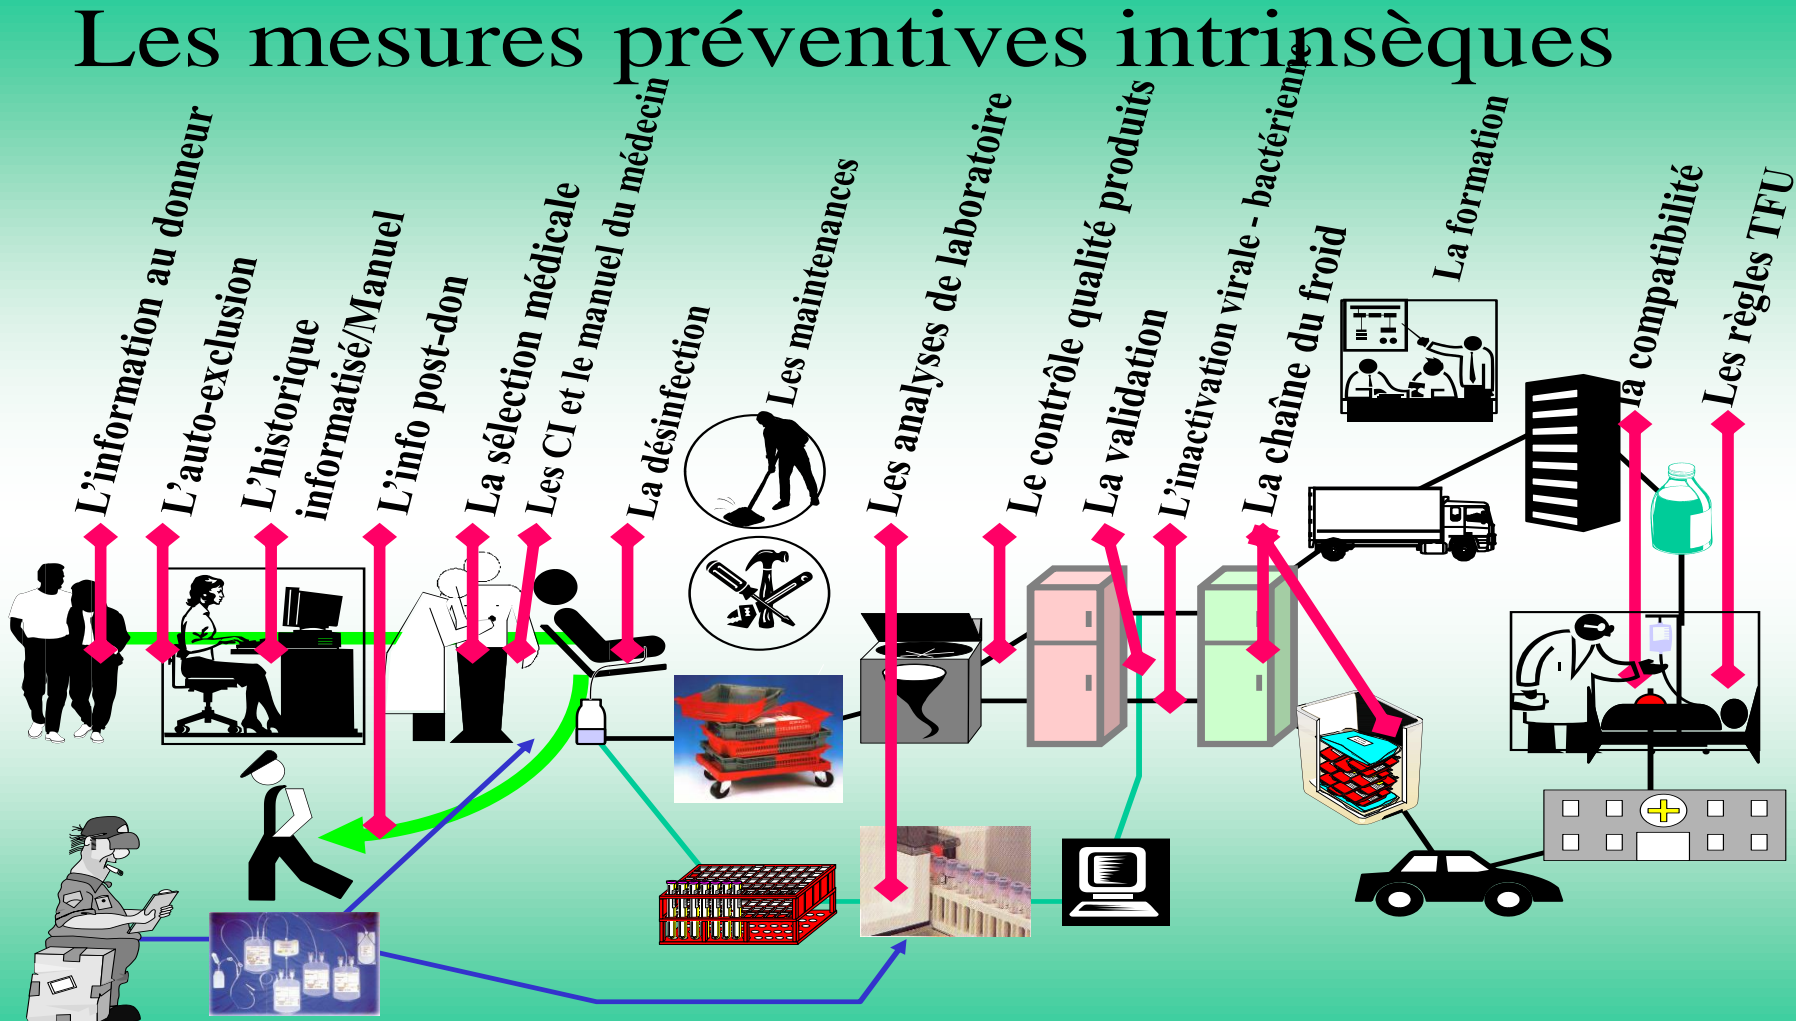 Les mesures préventives intrinsèques
L'information au donneur
L'auto-exclusion
L'historique
informatisé/Manuel
L'info post-don
La sélection médicale
Les CI et le manuel du médecin
La désinfection
Les maintenances
Les analyses de laboratoire
Le contrôle qualité produits
La validation
L'inactivation virale - bactérienne
La chaîne du froid
La formation
la compatibilité
Les règles TFU